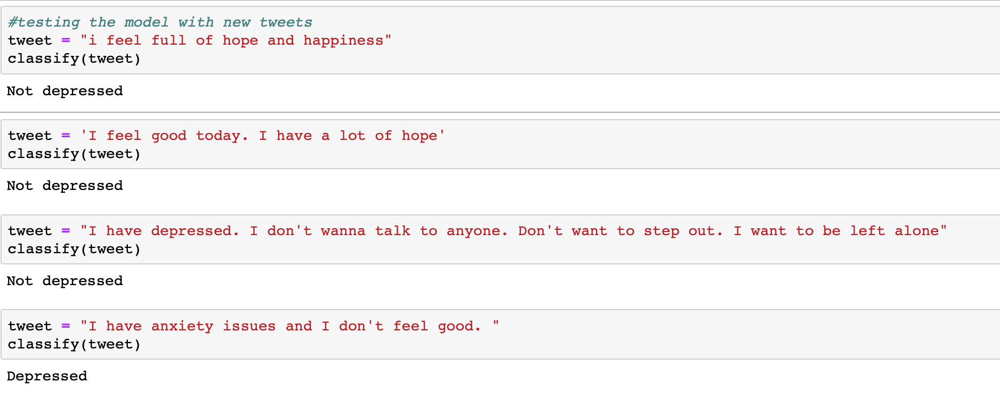 #testing the model with new tweets
tweet = "i feel full of hope and happiness"
classify(tweet)
Not depressed
tweet = 'I feel good today. I have a lot of hope'
classify(tweet)
Not depressed
tweet = "I have depressed. I don't wanna talk to anyone. Don't want to step out. I want to be left alone"
classify(tweet)
Not depressed
tweet = "I have anxiety issues and I don't feel good. "
classify(tweet)
Depressed